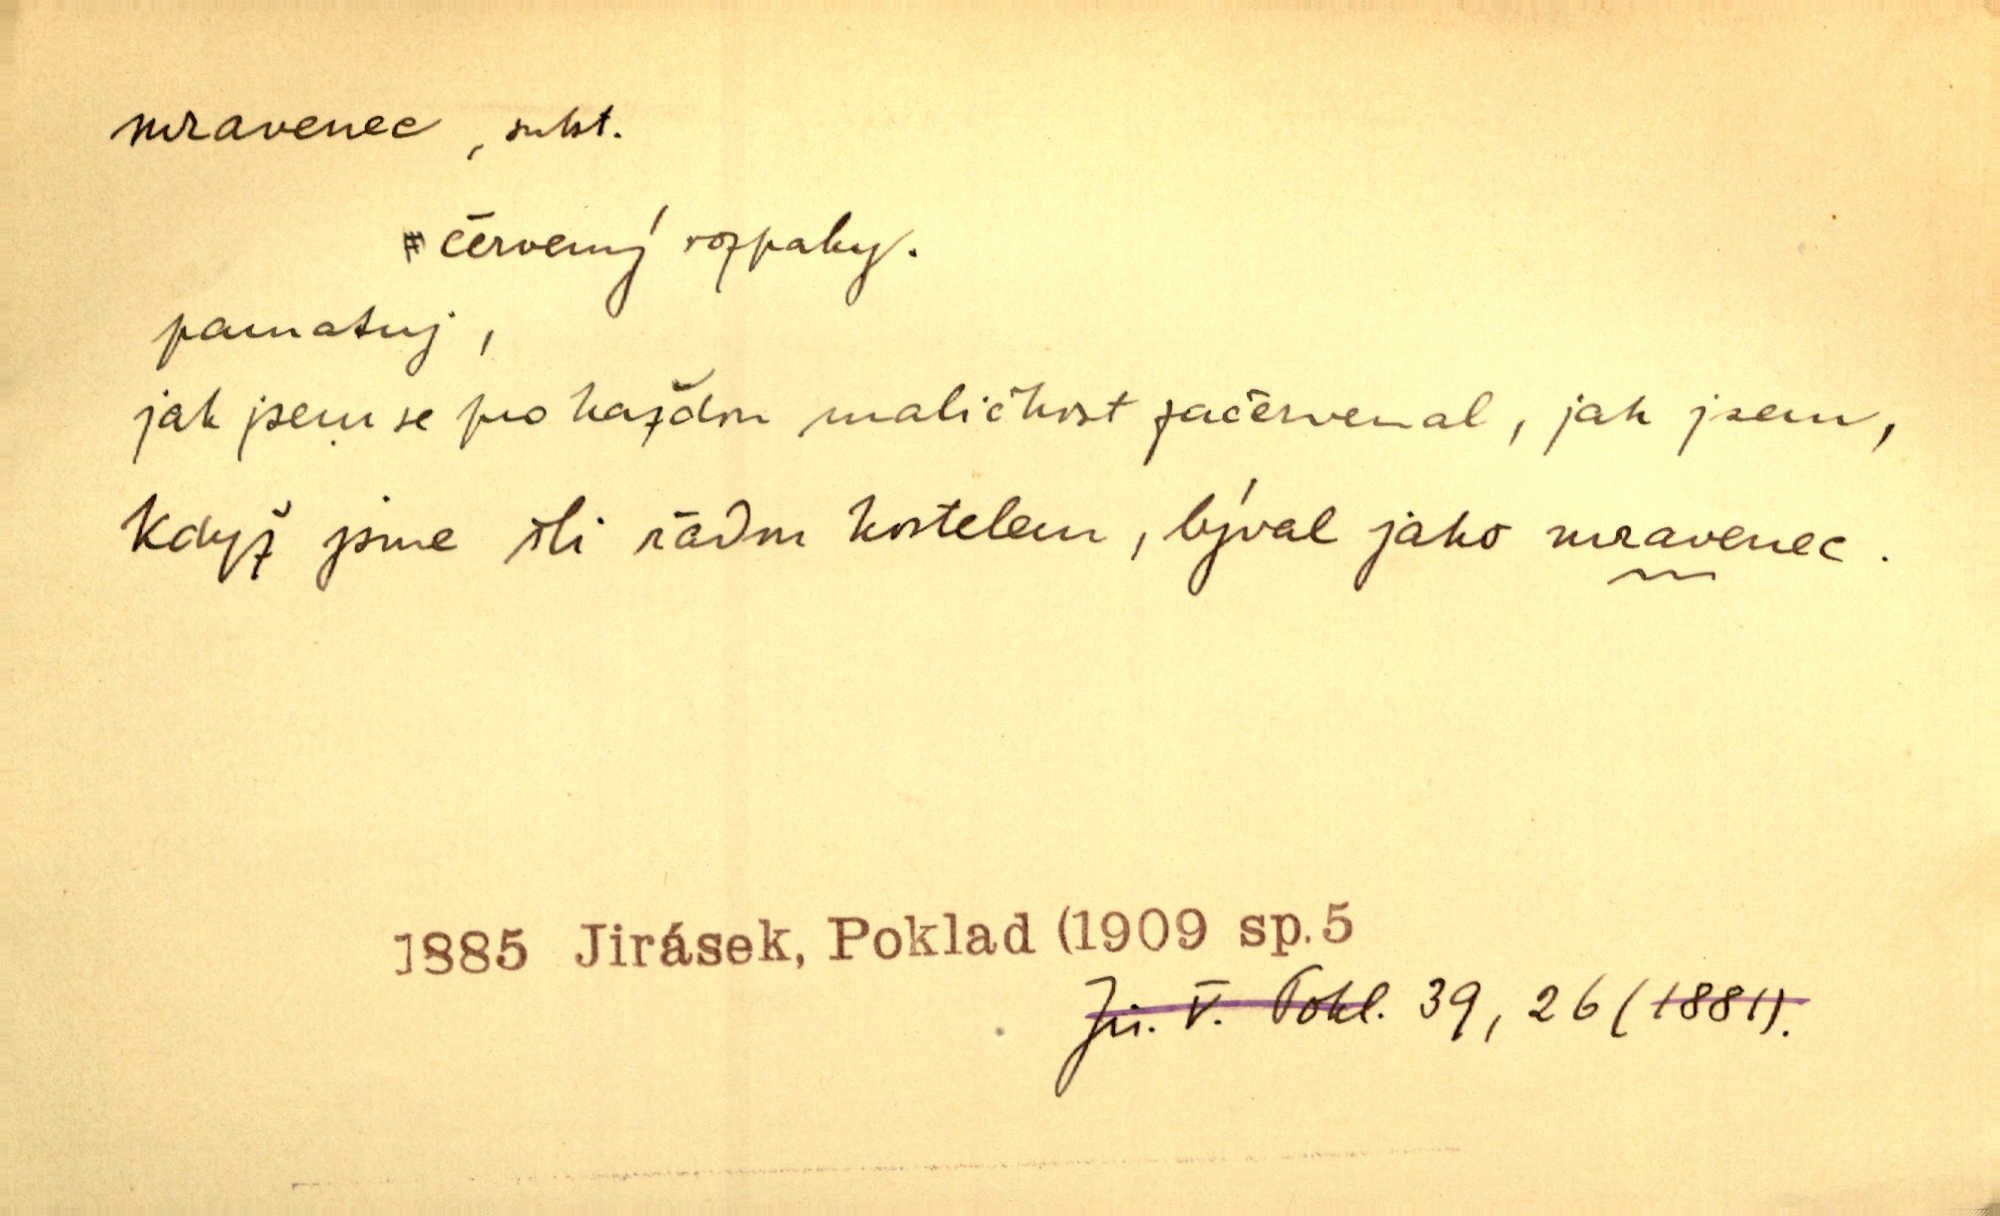 mravenec, subst.
červený rozpaky.
pamatuj,
jak jsem se pro každou maličkost začervenal, jak jsem,
když jsme šli řadou kostelem, býval jako mravenec.
1885 Jirásek, Poklad (1909 sp. 5
Jir. V. Pokl. 39, 26 (1881).